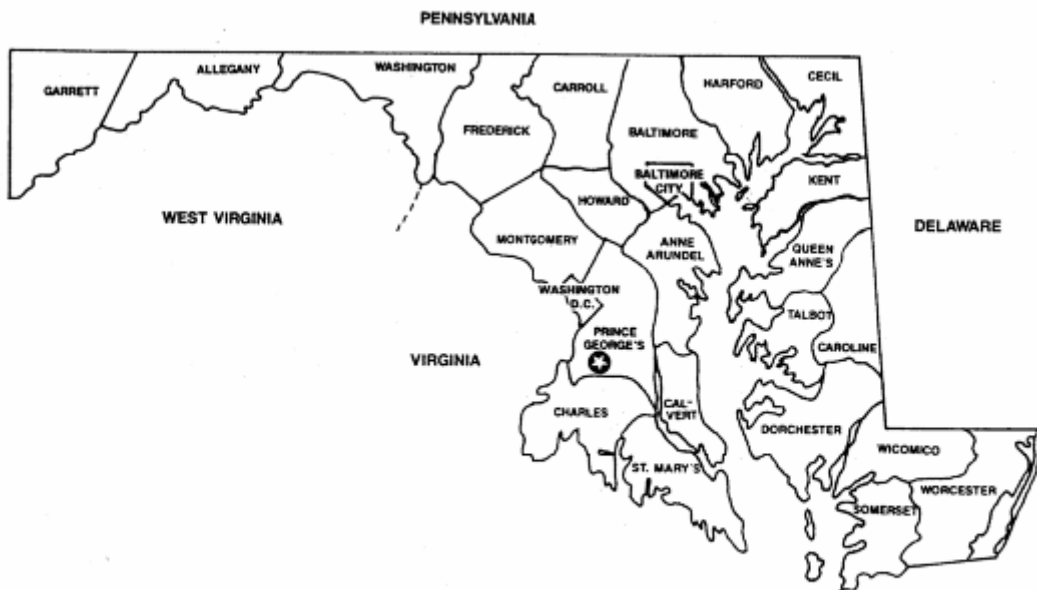 PENNSYLVANIA
GARRETT
ALLEGANY
WASHINGTON
FREDERICK
CARROLL
BALTIMORE
HARFORD
CECIL
BALTIMORE
CITY
KENT
HOWARD
WEST VIRGINIA
MONTGOMERY
ANNE
ARUNDEL
QUEEN
ANNE'S
DELAWARE
WASHINGTON
D.C.
TALBOT
PRINCE
GEORGE'S
CAROLINE
VIRGINIA
CHARLES
CAL-
VERT
DORCHESTER
WICOMICO
ST. MARY'S
WORCESTER
SOMERSET